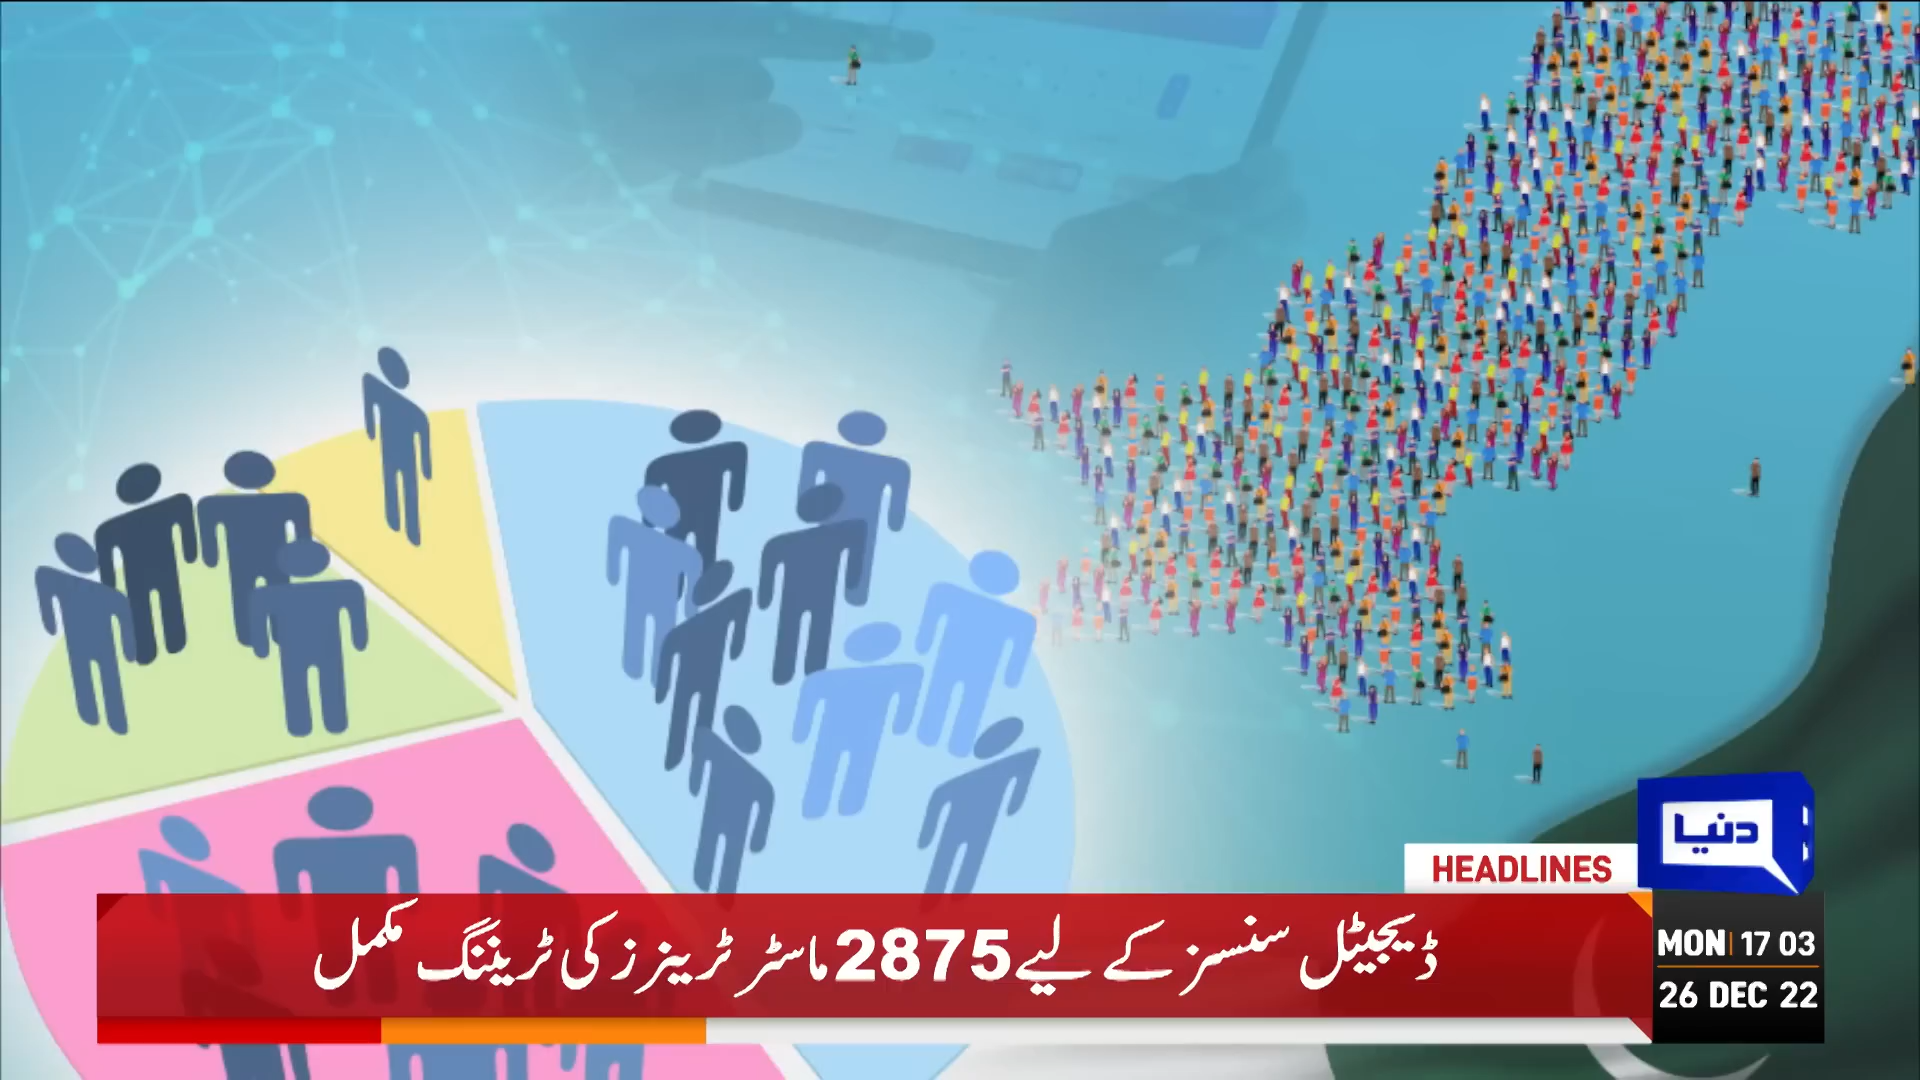 دنیا
HEADLINES
ڈیجیٹل سنسز کے لیے 2875 ماسٹر ٹرینرز کی ٹریننگ مکمل
MON 17 03
26 DEC 22